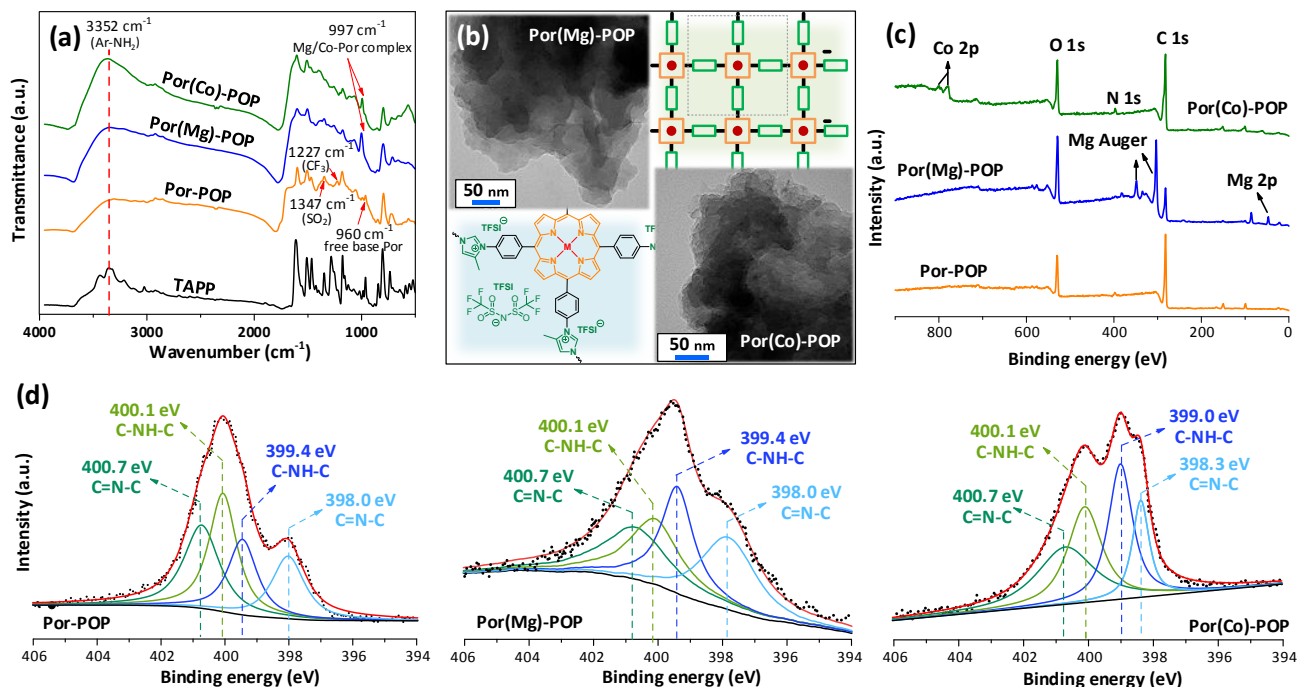 (a)
3352 cm⁻¹
(Ar-NH₂)
997 cm⁻¹
Mg/Co-Por complex
Por(Co)-POP
Por(Mg)-POP
1227 cm⁻¹
(CF₃)
Por-POP
1347 cm⁻¹
(SO₂)
960 cm⁻¹
free base Por
TAPP
Transmittance (a.u.)
4000 3000 2000 1000
Wavenumber (cm⁻¹)
(b)
Por(Mg)-POP
50 nm
TFSI⁻
N
N
N
N
M
N
N
TFSI
F
F
F
F
F
F
S
S
O
O
O
O
N
TFSI⁻
N
N
50 nm
Por(Co)-POP
(c)
Co 2p
O 1s
C 1s
N 1s
Por(Co)-POP
Mg Auger
Por(Mg)-POP
Mg 2p
Por-POP
Intensity (a.u.)
800 600 400 200 0
Binding energy (eV)
(d)
400.1 eV
C-NH-C
400.7 eV
C=N-C
399.4 eV
C-NH-C
398.0 eV
C=N-C
Por-POP
Intensity (a.u.)
406 404 402 400 398 396 394
Binding energy (eV)
400.1 eV
C-NH-C
400.7 eV
C=N-C
399.4 eV
C-NH-C
398.0 eV
C=N-C
Por(Mg)-POP
406 404 402 400 398 396 394
Binding energy (eV)
400.1 eV
C-NH-C
400.7 eV
C=N-C
399.0 eV
C-NH-C
398.3 eV
C=N-C
Por(Co)-POP
406 404 402 400 398 396 394
Binding energy (eV)